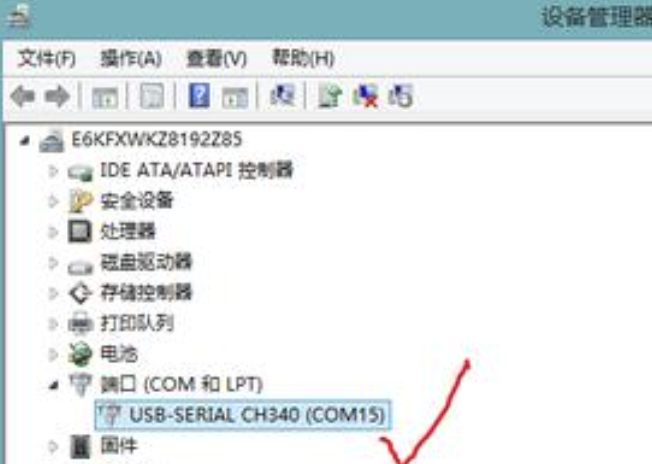 设备管理器
文件(F) 操作(A) 查看(V) 帮助(H)
E6KFXWKZ8192Z85
IDE ATA/ATAPI 控制器
安全设备
处理器
磁盘驱动器
存储控制器
打印队列
电池
端口 (COM 和 LPT)
USB-SERIAL CH340 (COM15)
固件